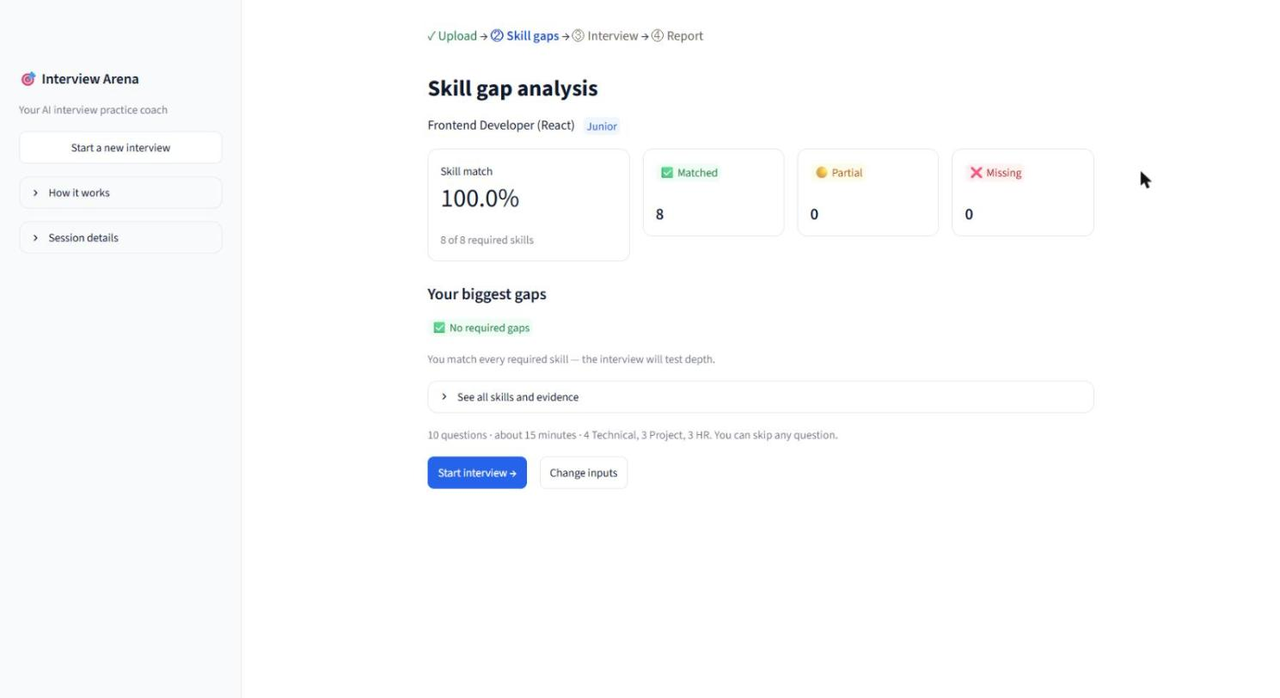 🎯 Interview Arena
Your AI interview practice coach
Start a new interview
> How it works
> Session details
✓ Upload → ② Skill gaps → ③ Interview → ④ Report
Skill gap analysis
Frontend Developer (React) Junior
Skill match
100.0%
8 of 8 required skills
✅ Matched
8
🟡 Partial
0
❌ Missing
0
Your biggest gaps
✅ No required gaps
You match every required skill — the interview will test depth.
> See all skills and evidence
10 questions · about 15 minutes · 4 Technical, 3 Project, 3 HR. You can skip any question.
Start interview →
Change inputs